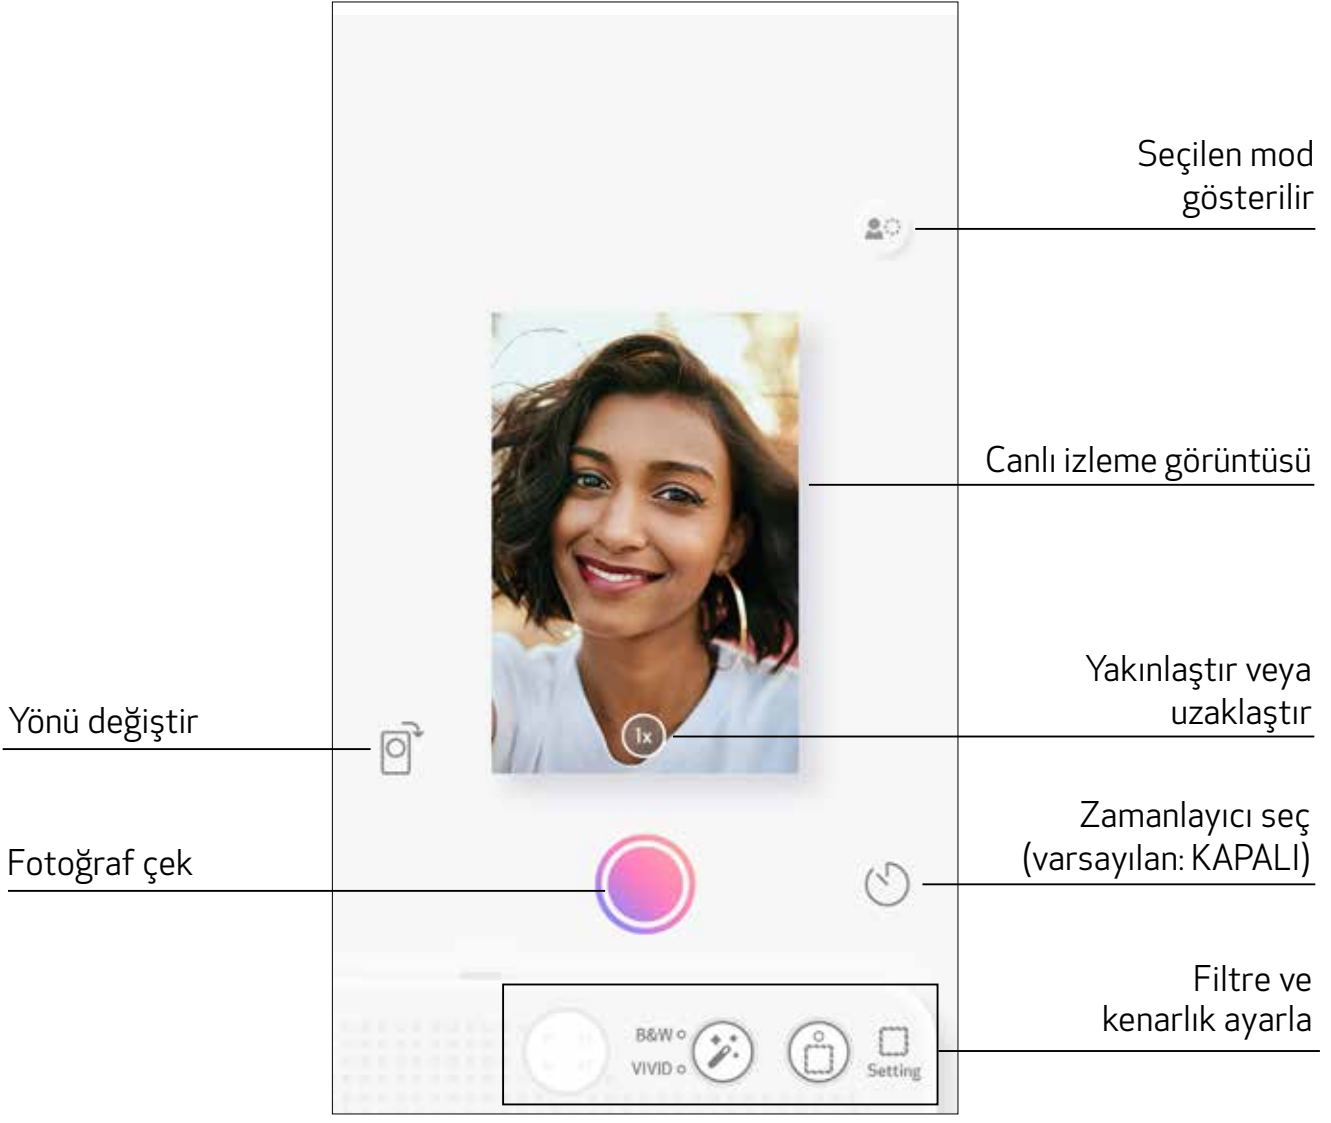 Seçilen mod
gösterilir
Canlı izleme görüntüsü
Yakınlaştır veya
uzaklaştır
1x
Yönü değiştir
Zamanlayıcı seç
(varsayılan: KAPALI)
Fotoğraf çek
Filtre ve
kenarlık ayarla
B&W
VIVID
Setting